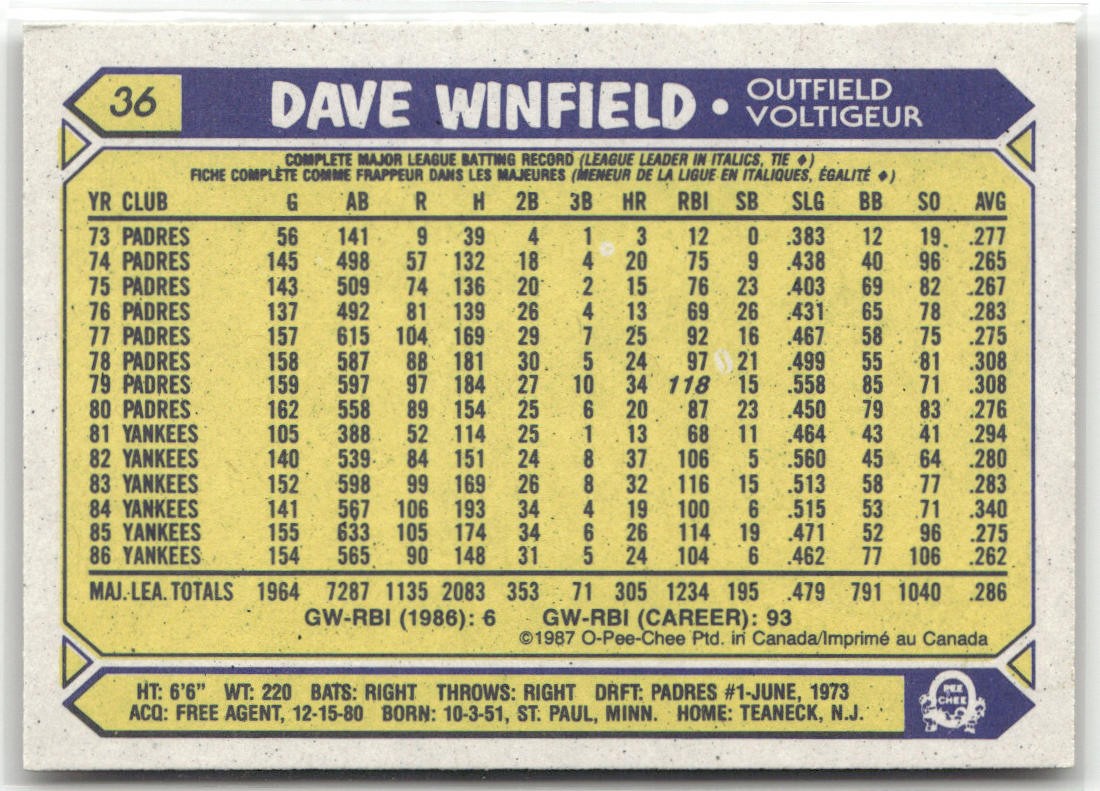 36
DAVE WINFIELD • OUTFIELD
VOLTIGEUR
COMPLETE MAJOR LEAGUE BATTING RECORD (LEAGUE LEADER IN ITALICS, TIE ♦)
FICHE COMPLÈTE COMME FRAPPEUR DANS LES MAJEURES (MENEUR DE LA LIGUE EN ITALIQUES, ÉGALITÉ ♦)
YR CLUB G AB R H 2B 3B HR RBI SB SLG BB SO AVG
73 PADRES 56 141 9 39 4 1 3 12 0 .383 12 19 .277
74 PADRES 145 498 57 132 18 4 20 75 9 .438 40 96 .265
75 PADRES 143 509 74 136 20 2 15 76 23 .403 69 82 .267
76 PADRES 137 492 81 139 26 4 13 69 26 .431 65 78 .283
77 PADRES 157 615 104 169 29 7 25 92 16 .467 58 75 .275
78 PADRES 158 587 88 181 30 5 24 97 21 .499 55 81 .308
79 PADRES 159 597 97 184 27 10 34 118 15 .558 85 71 .308
80 PADRES 162 558 89 154 25 6 20 87 23 .450 79 83 .276
81 YANKEES 105 388 52 114 25 1 13 68 11 .464 43 41 .294
82 YANKEES 140 539 84 151 24 8 37 106 5 .560 45 64 .280
83 YANKEES 152 598 99 169 26 8 32 116 15 .513 58 77 .283
84 YANKEES 141 567 106 193 34 4 19 100 6 .515 53 71 .340
85 YANKEES 155 633 105 174 34 6 26 114 19 .471 52 96 .275
86 YANKEES 154 565 90 148 31 5 24 104 6 .462 77 106 .262
MAJ.-LEA. TOTALS 1964 7287 1135 2083 353 71 305 1234 195 .479 791 1040 .286
GW-RBI (1986): 6 GW-RBI (CAREER): 93
©1987 O-Pee-Chee Ptd. in Canada/Imprimé au Canada
HT: 6'6" WT: 220 BATS: RIGHT THROWS: RIGHT DRFT: PADRES #1-JUNE, 1973
ACQ: FREE AGENT, 12-15-80 BORN: 10-3-51, ST. PAUL, MINN. HOME: TEANECK, N.J.
O
PEE
CHEE